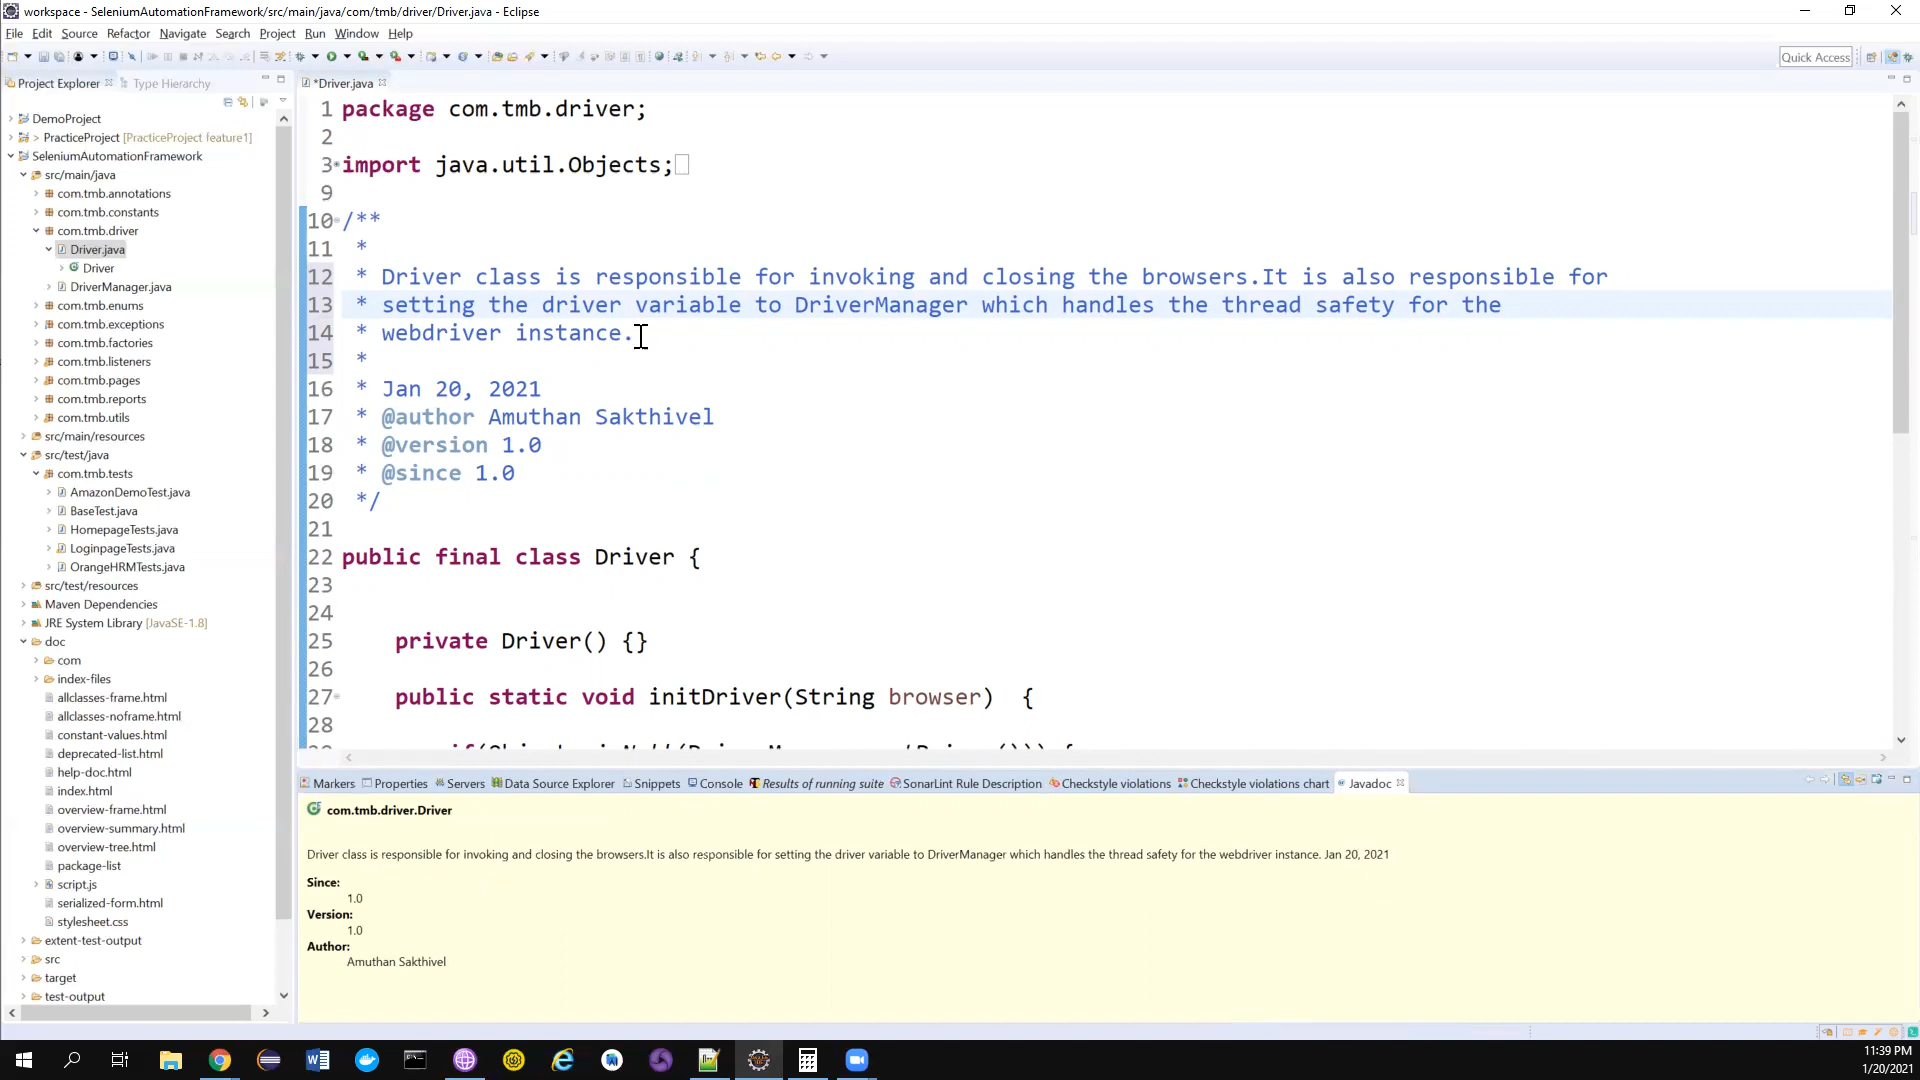 workspace - SeleniumAutomationFramework/src/main/java/com/tmb/driver/Driver.java - Eclipse
File Edit Source Refactor Navigate Search Project Run Window Help
Quick Access
Project Explorer Type Hierarchy
DemoProject
> PracticeProject [PracticeProject feature1]
SeleniumAutomationFramework
src/main/java
com.tmb.annotations
com.tmb.constants
com.tmb.driver
Driver.java
Driver
DriverManager.java
com.tmb.enums
com.tmb.exceptions
com.tmb.factories
com.tmb.listeners
com.tmb.pages
com.tmb.reports
com.tmb.utils
src/main/resources
src/test/java
com.tmb.tests
AmazonDemoTest.java
BaseTest.java
HomepageTests.java
LoginpageTests.java
OrangeHRMTests.java
src/test/resources
Maven Dependencies
JRE System Library [JavaSE-1.8]
doc
com
index-files
allclasses-frame.html
allclasses-noframe.html
constant-values.html
deprecated-list.html
help-doc.html
index.html
overview-frame.html
overview-summary.html
overview-tree.html
package-list
script.js
serialized-form.html
stylesheet.css
extent-test-output
src
target
test-output
*Driver.java
1 package com.tmb.driver;
2
3 import java.util.Objects;
9
10 /**
11 *
12 * Driver class is responsible for invoking and closing the browsers.It is also responsible for
13 * setting the driver variable to DriverManager which handles the thread safety for the
14 * webdriver instance.
15 *
16 * Jan 20, 2021
17 * @author Amuthan Sakthivel
18 * @version 1.0
19 * @since 1.0
20 */
21
22 public final class Driver {
23
24
25 private Driver() {}
26
27 public static void initDriver(String browser) {
28
Markers Properties Servers Data Source Explorer Snippets Console Results of running suite SonarLint Rule Description Checkstyle violations Checkstyle violations chart Javadoc
com.tmb.driver.Driver
Driver class is responsible for invoking and closing the browsers.It is also responsible for setting the driver variable to DriverManager which handles the thread safety for the webdriver instance. Jan 20, 2021
Since:
1.0
Version:
1.0
Author:
Amuthan Sakthivel
11:39 PM
1/20/2021